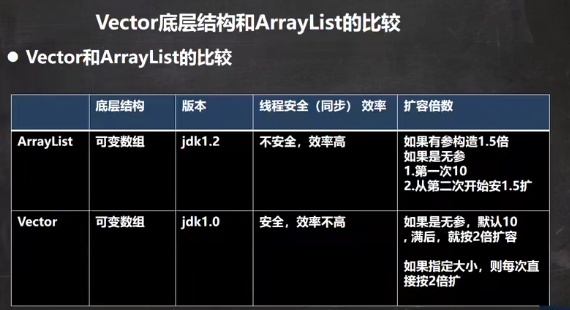 Vector底层结构和ArrayList的比较
● Vector和ArrayList的比较
底层结构 版本 线程安全（同步） 效率 扩容倍数
ArrayList 可变数组 jdk1.2 不安全，效率高 如果有参构造1.5倍
如果是无参
1.第一次10
2.从第二次开始安1.5扩
Vector 可变数组 jdk1.0 安全，效率不高 如果是无参，默认10
, 满后，就按2倍扩容
如果指定大小，则每次直
接按2倍扩